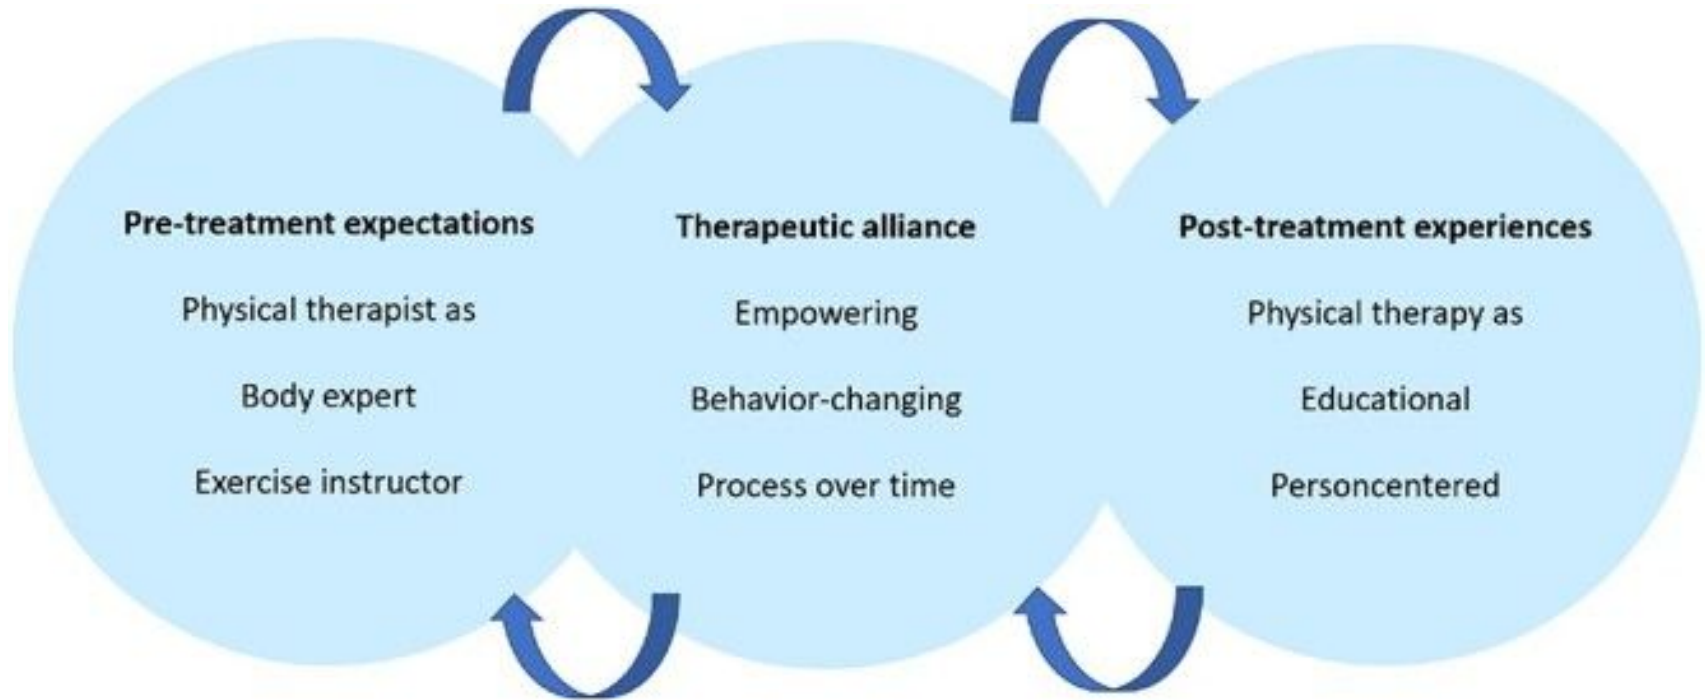 Pre-treatment expectations
Physical therapist as
Body expert
Exercise instructor
Therapeutic alliance
Empowering
Behavior-changing
Process over time
Post-treatment experiences
Physical therapy as
Educational
Personcentered